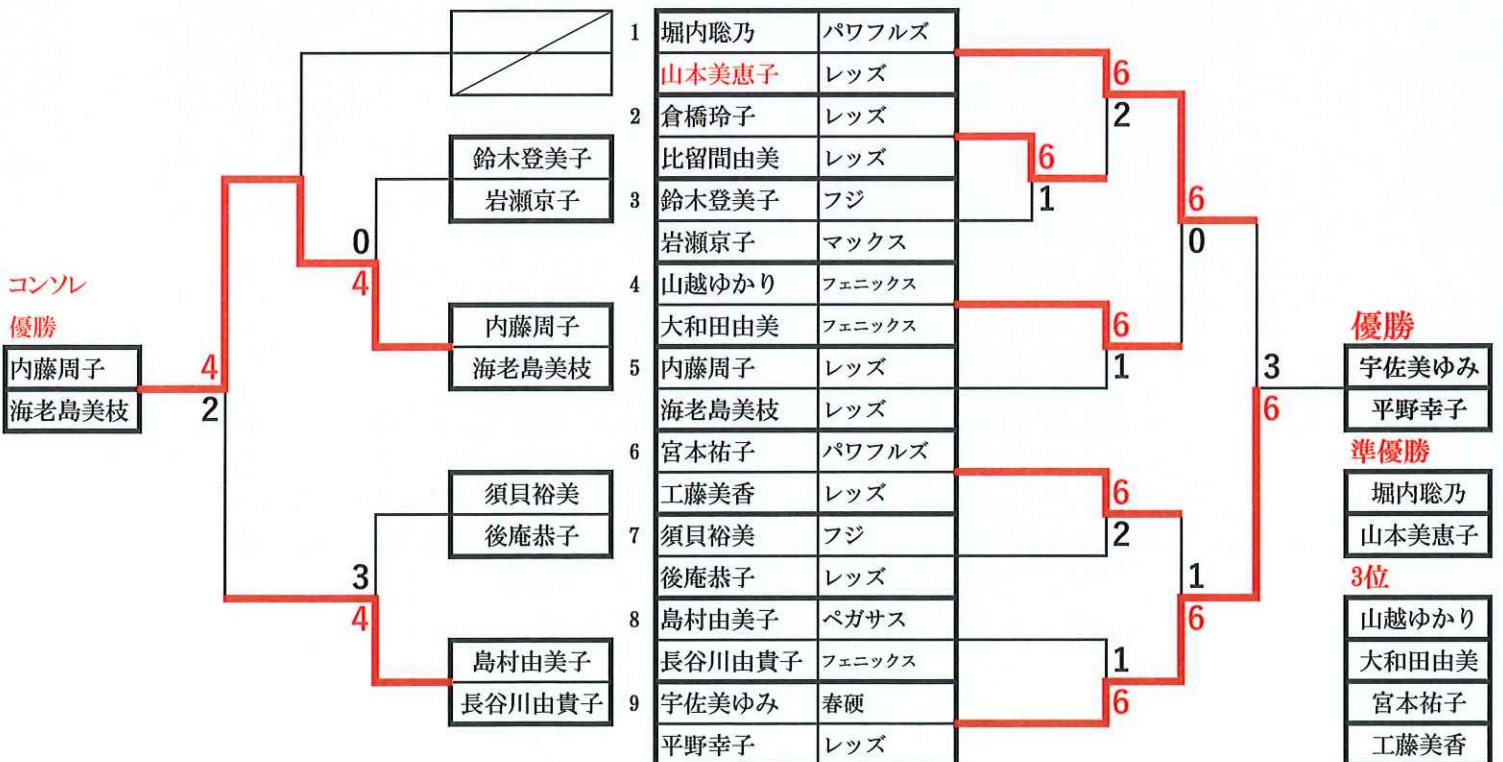 1 堀内聡乃 パワフルズ
山本美恵子 レッズ
2 倉橋玲子 レッズ
比留間由美 レッズ
3 鈴木登美子 フジ
岩瀬京子 マックス
4 山越ゆかり フェニックス
大和田由美 フェニックス
5 内藤周子 レッズ
海老島美枝 レッズ
6 宮本祐子 パワフルズ
工藤美香 レッズ
7 須貝裕美 フジ
後庵恭子 レッズ
8 島村由美子 ペガサス
長谷川由貴子 フェニックス
9 宇佐美ゆみ 春硬
平野幸子 レッズ
6
2
6
1
6
0
6
1
6
2
1
6
1
6
3
6
優勝
宇佐美ゆみ
平野幸子
準優勝
堀内聡乃
山本美恵子
3位
山越ゆかり
大和田由美
宮本祐子
工藤美香
鈴木登美子
岩瀬京子
0
4
内藤周子
海老島美枝
須貝裕美
後庵恭子
3
4
島村由美子
長谷川由貴子
4
2
コンソレ
優勝
内藤周子
海老島美枝